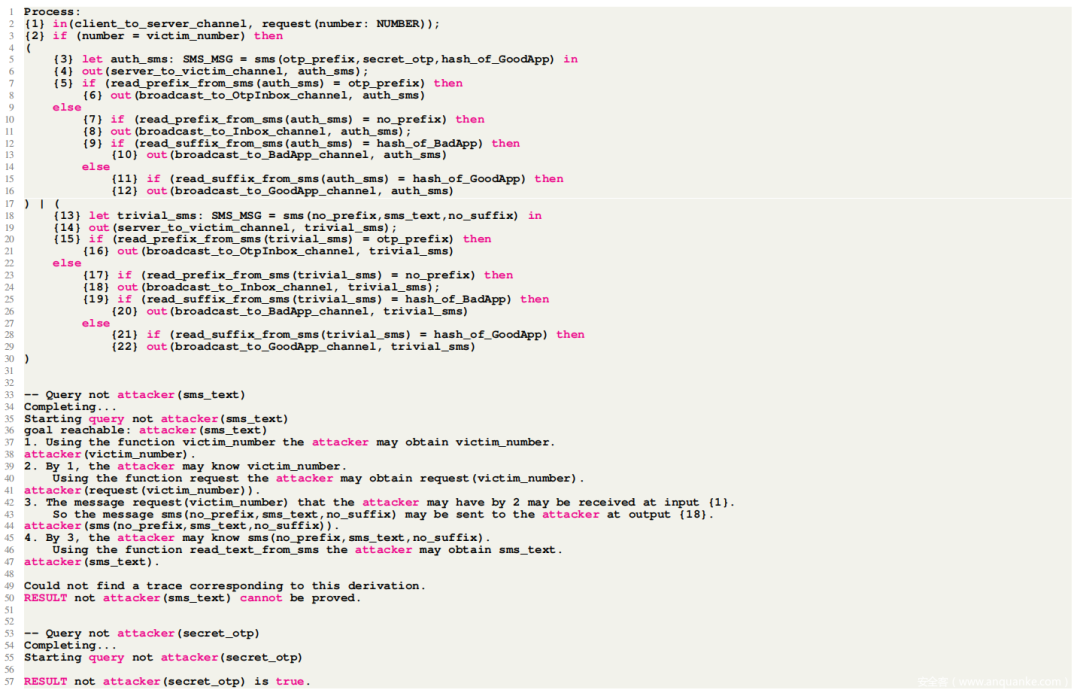 1 Process:
2 {1} in(client_to_server_channel, request(number: NUMBER));
3 {2} if (number = victim_number) then
4 (
5 {3} let auth_sms: SMS_MSG = sms(otp_prefix,secret_otp,hash_of_GoodApp) in
6 {4} out(server_to_victim_channel, auth_sms);
7 {5} if (read_prefix_from_sms(auth_sms) = otp_prefix) then
8 {6} out(broadcast_to_OtpInbox_channel, auth_sms)
9 else
10 {7} if (read_prefix_from_sms(auth_sms) = no_prefix) then
11 {8} out(broadcast_to_Inbox_channel, auth_sms);
12 {9} if (read_suffix_from_sms(auth_sms) = hash_of_BadApp) then
13 {10} out(broadcast_to_BadApp_channel, auth_sms)
14 else
15 {11} if (read_suffix_from_sms(auth_sms) = hash_of_GoodApp) then
16 {12} out(broadcast_to_GoodApp_channel, auth_sms)
17 ) | (
18 {13} let trivial_sms: SMS_MSG = sms(no_prefix,sms_text,no_suffix) in
19 {14} out(server_to_victim_channel, trivial_sms);
20 {15} if (read_prefix_from_sms(trivial_sms) = otp_prefix) then
21 {16} out(broadcast_to_OtpInbox_channel, trivial_sms)
22 else
23 {17} if (read_prefix_from_sms(trivial_sms) = no_prefix) then
24 {18} out(broadcast_to_Inbox_channel, trivial_sms);
25 {19} if (read_suffix_from_sms(trivial_sms) = hash_of_BadApp) then
26 {20} out(broadcast_to_BadApp_channel, trivial_sms)
27 else
28 {21} if (read_suffix_from_sms(trivial_sms) = hash_of_GoodApp) then
29 {22} out(broadcast_to_GoodApp_channel, trivial_sms)
30 )
31
32
33 -- Query not attacker(sms_text)
34 Completing...
35 Starting query not attacker(sms_text)
36 goal reachable: attacker(sms_text)
37 1. Using the function victim_number the attacker may obtain victim_number.
38 attacker(victim_number).
39 2. By 1, the attacker may know victim_number.
40 Using the function request the attacker may obtain request(victim_number).
41 attacker(request(victim_number)).
42 3. The message request(victim_number) that the attacker may have by 2 may be received at input {1}.
43 So the message sms(no_prefix,sms_text,no_suffix) may be sent to the attacker at output {18}.
44 attacker(sms(no_prefix,sms_text,no_suffix)).
45 4. By 3, the attacker may know sms(no_prefix,sms_text,no_suffix).
46 Using the function read_text_from_sms the attacker may obtain sms_text.
47 attacker(sms_text).
48
49 Could not find a trace corresponding to this derivation.
50 RESULT not attacker(sms_text) cannot be proved.
51
52
53 -- Query not attacker(secret_otp)
54 Completing...
55 Starting query not attacker(secret_otp)
56
57 RESULT not attacker(secret_otp) is true.